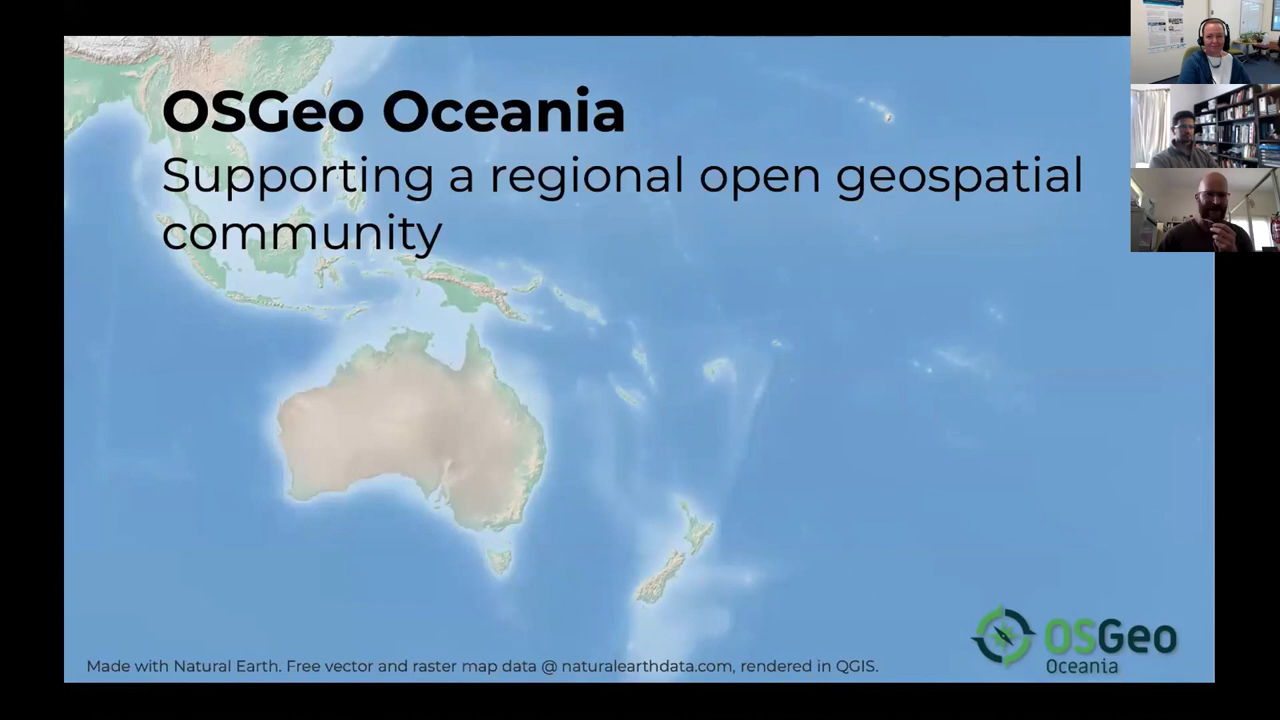 OSGeo Oceania
Supporting a regional open geospatial
community
Made with Natural Earth. Free vector and raster map data @ naturalearthdata.com, rendered in QGIS.
OSGeo
Oceania